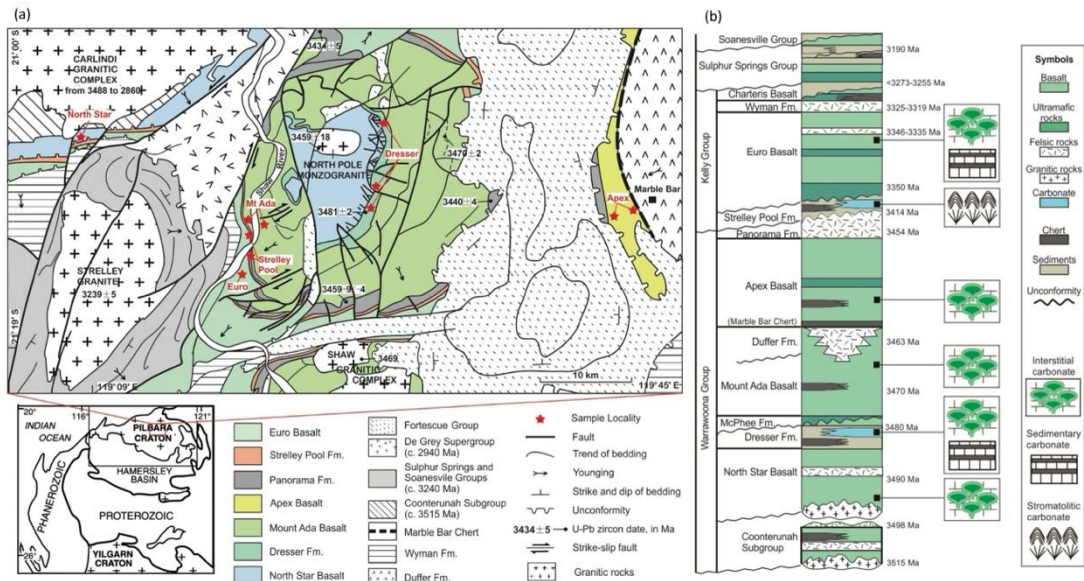 (a)
21° 00' S
CARLINDI
GRANITIC
COMPLEX
from 3488 to 2860
North Star
3434±5
3459±18
NORTH POLE
MONZOGRANITE
Dresser
3470±2
Shaw River
Mt Ada
3481±2
3440±4
Marble Bar
Apex
STRELLEY
GRANITE
3239±5
Strelley
Pool
Euro
3459·9±4
21° 19' S
SHAW
GRANITIC
COMPLEX
3469
10 km
119° 09' E
119° 45' E
20°
116°
121°
INDIAN
OCEAN
PILBARA
CRATON
HAMERSLEY
BASIN
PHANEROZOIC
PROTEROZOIC
26°
YILGARN
CRATON
Euro Basalt
Strelley Pool Fm.
Panorama Fm.
Apex Basalt
Mount Ada Basalt
Dresser Fm.
North Star Basalt
Fortescue Group
De Grey Supergroup
(c. 2940 Ma)
Sulphur Springs and
Soanesville Groups
(c. 3240 Ma)
Coonterunah Subgroup
(c. 3515 Ma)
Marble Bar Chert
Wyman Fm.
Duffer Fm.
Sample Locality
Fault
Trend of bedding
Younging
Strike and dip of bedding
Unconformity
3434±5
U-Pb zircon date, in Ma
Strike-slip fault
Granitic rocks
(b)
Soanesville Group
3190 Ma
Sulphur Springs Group
<3273-3255 Ma
Charteris Basalt
Wyman Fm.
3325-3319 Ma
3346-3335 Ma
Kelly Group
Euro Basalt
3350 Ma
Strelley Pool Fm.
3414 Ma
Panorama Fm.
3454 Ma
Apex Basalt
(Marble Bar Chert)
Duffer Fm.
3463 Ma
Warrawoona Group
Mount Ada Basalt
3470 Ma
McPhee Fm.
3480 Ma
Dresser Fm.
North Star Basalt
3490 Ma
3498 Ma
Coonterunah
Subgroup
3515 Ma
Symbols
Basalt
Ultramafic
rocks
Felsic rocks
Granitic rocks
Carbonate
Chert
Sediments
Unconformity
Interstitial
carbonate
Sedimentary
carbonate
Stromatolitic
carbonate